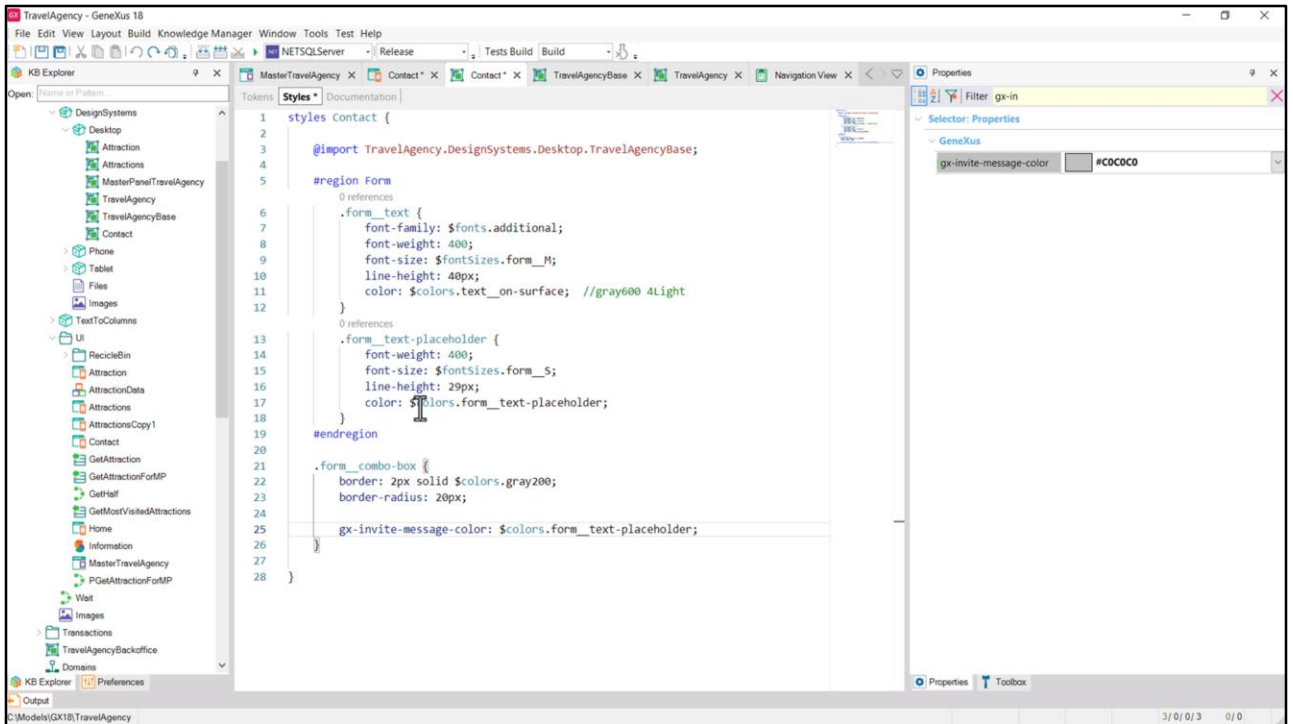 TravelAgency - GeneXus 18
File Edit View Layout Build Knowledge Manager Window Tools Test Help
NETSQLServer Release Tests Build Build
KB Explorer
Open: Name or Pattern...
DesignSystems
Desktop
Attraction
Attractions
MasterPanelTravelAgency
TravelAgency
TravelAgencyBase
Contact
Phone
Tablet
Files
Images
TextToColumns
UI
RecicleBin
Attraction
AttractionData
Attractions
AttractionsCopy1
Contact
GetAttraction
GetAttractionForMP
GetHalf
GetMostVisitedAttractions
Home
Information
MasterTravelAgency
PGetAttractionForMP
Wait
Images
Transactions
TravelAgencyBackoffice
Domains
KB Explorer Preferences
Output
C:\Models\GX18\TravelAgency
MasterTravelAgency X Contact * X Contact * X TravelAgencyBase X TravelAgency X Navigation View X
Tokens Styles * Documentation
1 styles Contact {
2
3 @import TravelAgency.DesignSystems.Desktop.TravelAgencyBase;
4
5 #region Form
0 references
6 .form__text {
7 font-family: $fonts.additional;
8 font-weight: 400;
9 font-size: $fontSizes.form__M;
10 line-height: 40px;
11 color: $colors.text__on-surface; //gray600 4Light
12 }
0 references
13 .form__text-placeholder {
14 font-weight: 400;
15 font-size: $fontSizes.form__S;
16 line-height: 29px;
17 color: $colors.form__text-placeholder;
18 }
19 #endregion
20
21 .form__combo-box {
22 border: 2px solid $colors.gray200;
23 border-radius: 20px;
24
25 gx-invite-message-color: $colors.form__text-placeholder;
26 }
27
28 }
Properties
Filter gx-in
Selector: Properties
GeneXus
gx-invite-message-color #C0C0C0
Properties Toolbox
3/0/0/3 0/0